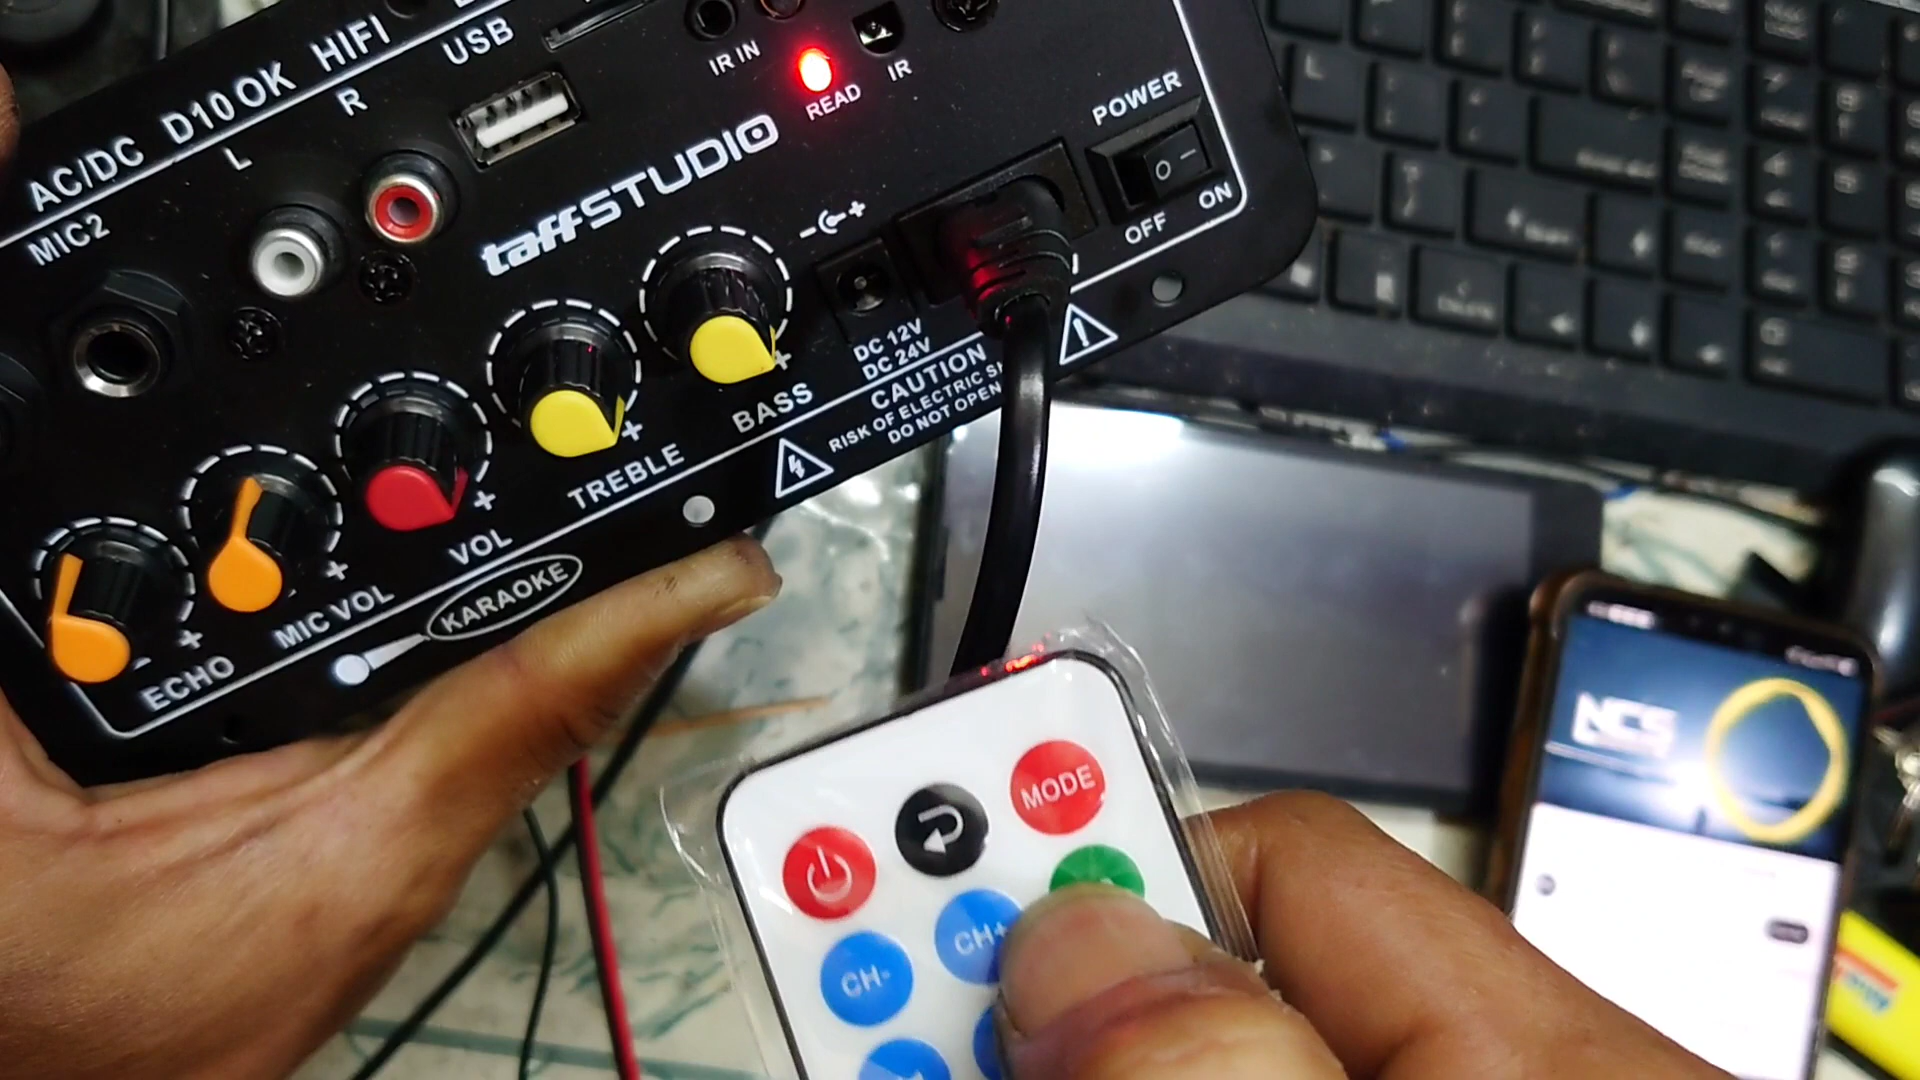 AC/DC D10 OK HIFI
USB
IR IN
READ
IR
POWER
OFF
ON
MIC2
L
R
taffSTUDIO
DC 12V
DC 24V
CAUTION
RISK OF ELECTRIC
DO NOT OPEN
BASS
TREBLE
VOL
MIC VOL
ECHO
KARAOKE
MODE
CH-
CH+
NCS